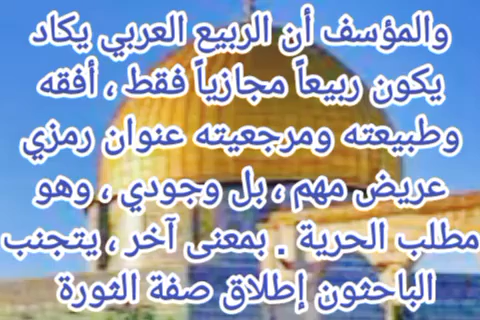 والمؤسف أن الربيع العربي يكاد
يكون ربيعاً مجازياً فقط ، أفقه
وطبيعته ومرجعيته عنوان رمزي
عريض مهم ، بل وجودي ، وهو
مطلب الحرية . بمعنى آخر ، يتجنب
الباحثون إطلاق صفة الثورة